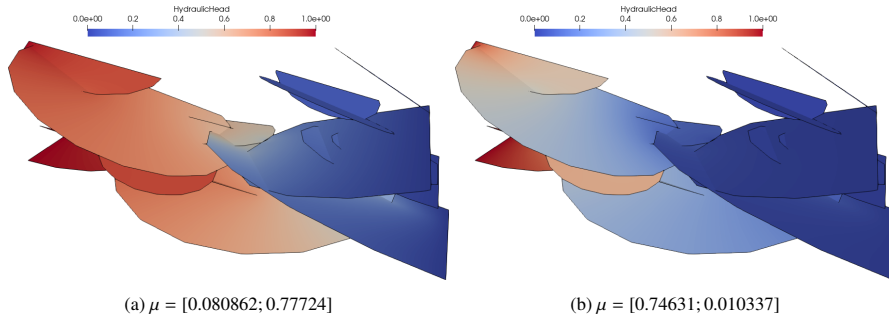 HydraulicHead
0.0e+00 0.2 0.4 0.6 0.8 1.0e+00
HydraulicHead
0.0e+00 0.2 0.4 0.6 0.8 1.0e+00
(a) μ = [0.080862; 0.77724]
(b) μ = [0.74631; 0.010337]